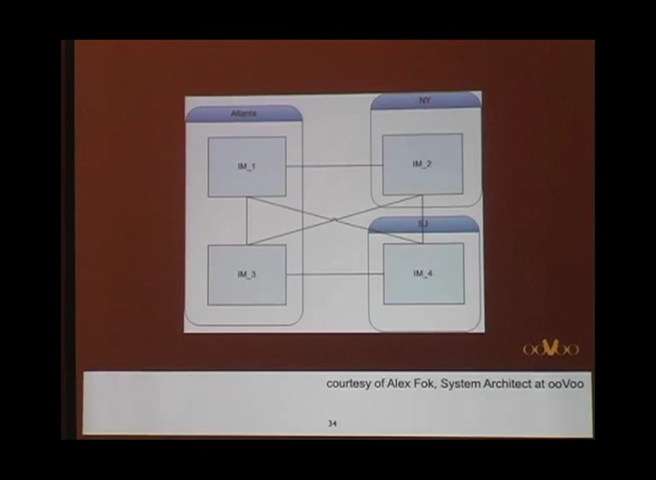 Atlanta
NY
IM_1
IM_2
SJ
IM_3
IM_4
ooVoo
courtesy of Alex Fok, System Architect at ooVoo
34